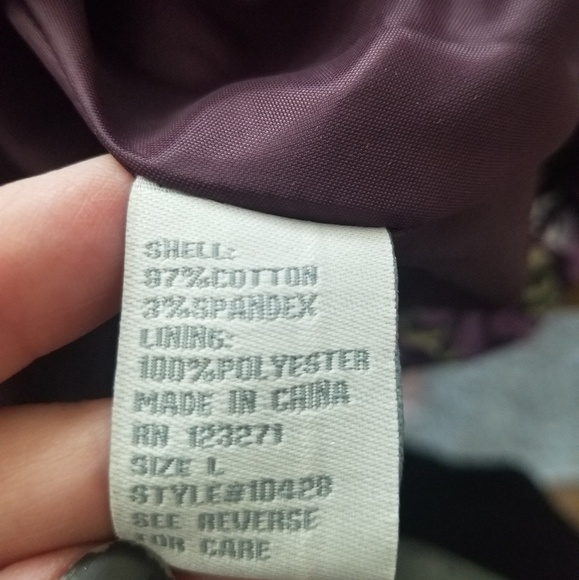 SHELL:
97%COTTON
3%SPANDEX
LINING:
100%POLYESTER
MADE IN CHINA
RN 123271
SIZE L
STYLE#10428
SEE REVERSE
FOR CARE